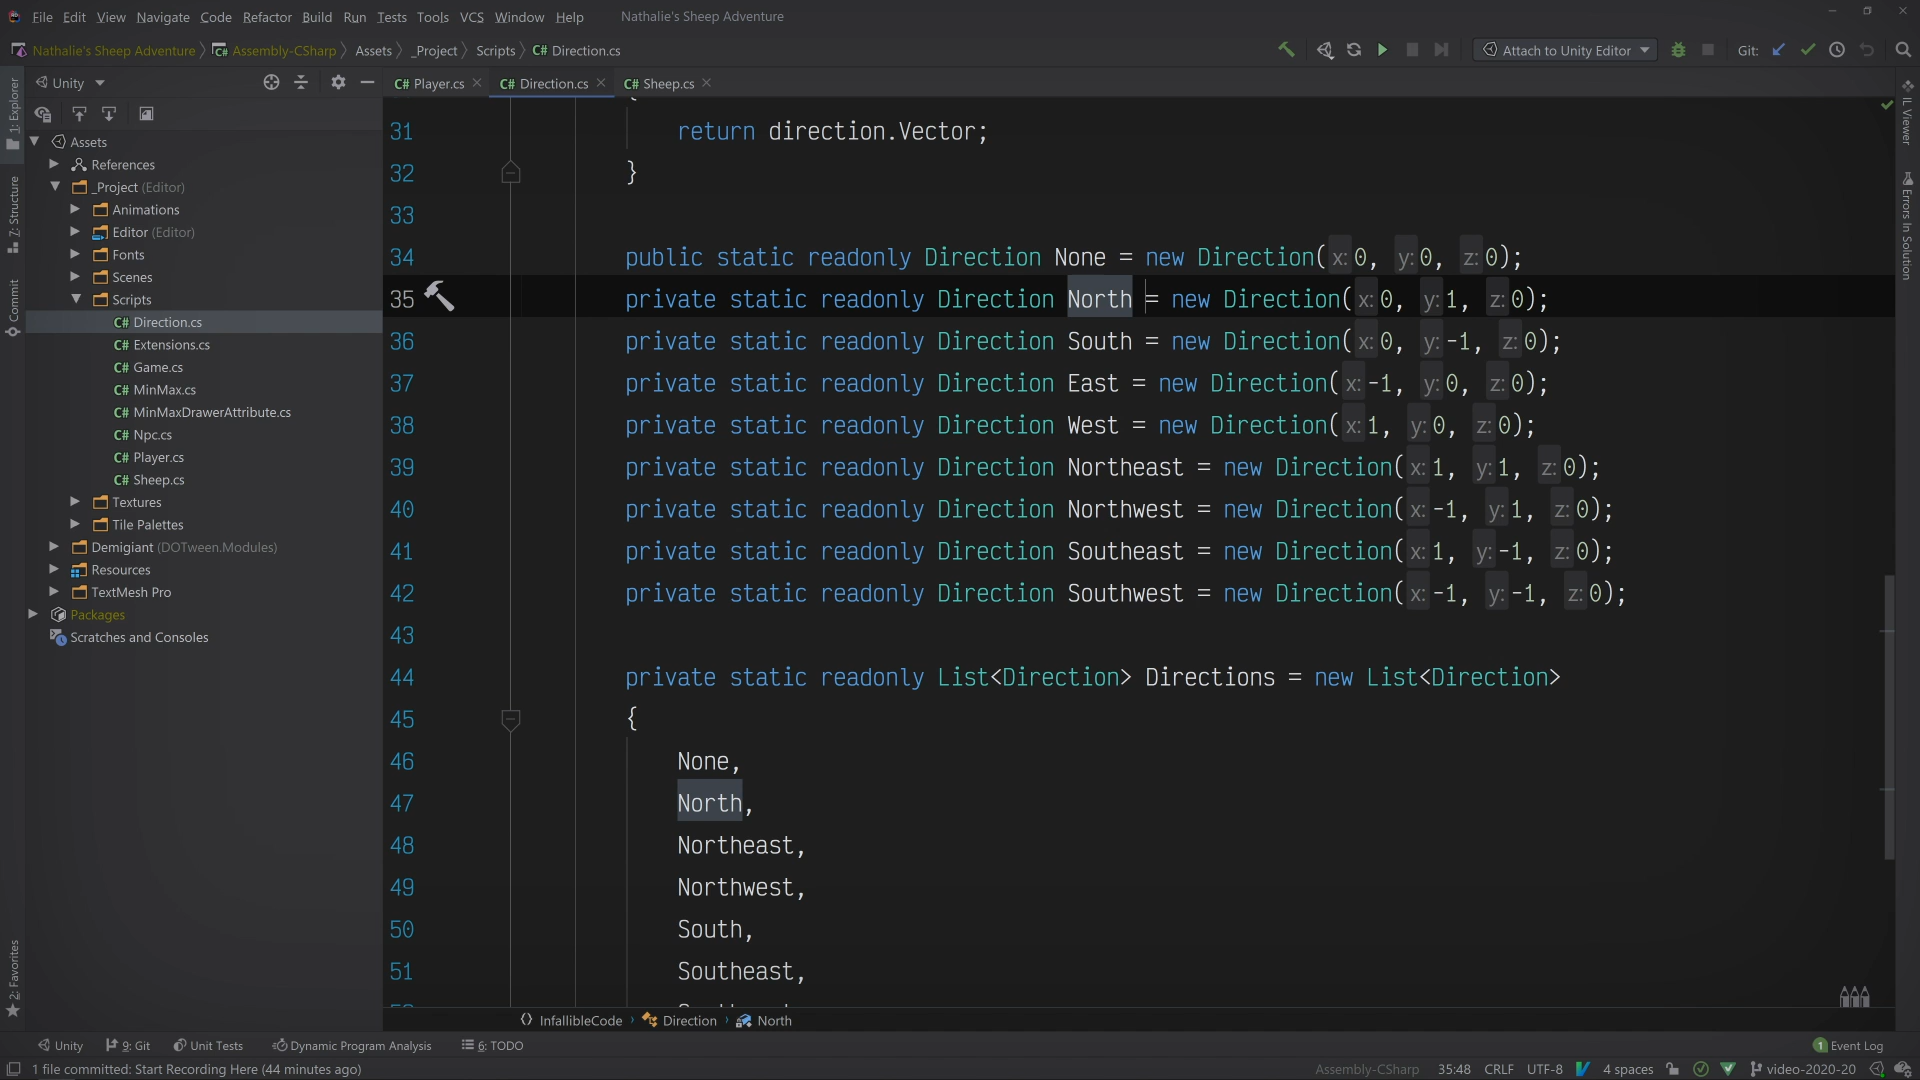 File Edit View Navigate Code Refactor Build Run Tests Tools VCS Window Help Nathalie's Sheep Adventure
Nathalie's Sheep Adventure Assembly-CSharp Assets _Project Scripts C# Direction.cs Attach to Unity Editor Git:
Unity
C# Player.cs C# Direction.cs C# Sheep.cs
1: Explorer
7: Structure
Commit
2: Favorites
Assets
References
_Project (Editor)
Animations
Editor (Editor)
Fonts
Scenes
Scripts
C# Direction.cs
C# Extensions.cs
C# Game.cs
C# MinMax.cs
C# MinMaxDrawerAttribute.cs
C# Npc.cs
C# Player.cs
C# Sheep.cs
Textures
Tile Palettes
Demigiant (DOTween.Modules)
Resources
TextMesh Pro
Packages
Scratches and Consoles
31 return direction.Vector;
32 }
33
34 public static readonly Direction None = new Direction(x:0, y:0, z:0);
35 private static readonly Direction North = new Direction(x:0, y:1, z:0);
36 private static readonly Direction South = new Direction(x:0, y:-1, z:0);
37 private static readonly Direction East = new Direction(x:-1, y:0, z:0);
38 private static readonly Direction West = new Direction(x:1, y:0, z:0);
39 private static readonly Direction Northeast = new Direction(x:1, y:1, z:0);
40 private static readonly Direction Northwest = new Direction(x:-1, y:1, z:0);
41 private static readonly Direction Southeast = new Direction(x:1, y:-1, z:0);
42 private static readonly Direction Southwest = new Direction(x:-1, y:-1, z:0);
43
44 private static readonly List<Direction> Directions = new List<Direction>
45 {
46 None,
47 North,
48 Northeast,
49 Northwest,
50 South,
51 Southeast,
IL Viewer
Errors In Solution
InfallibleCode Direction North
Unity 9: Git Unit Tests Dynamic Program Analysis 6: TODO 1 Event Log
1 file committed: Start Recording Here (44 minutes ago) Assembly-CSharp 35:48 CRLF UTF-8 4 spaces video-2020-20